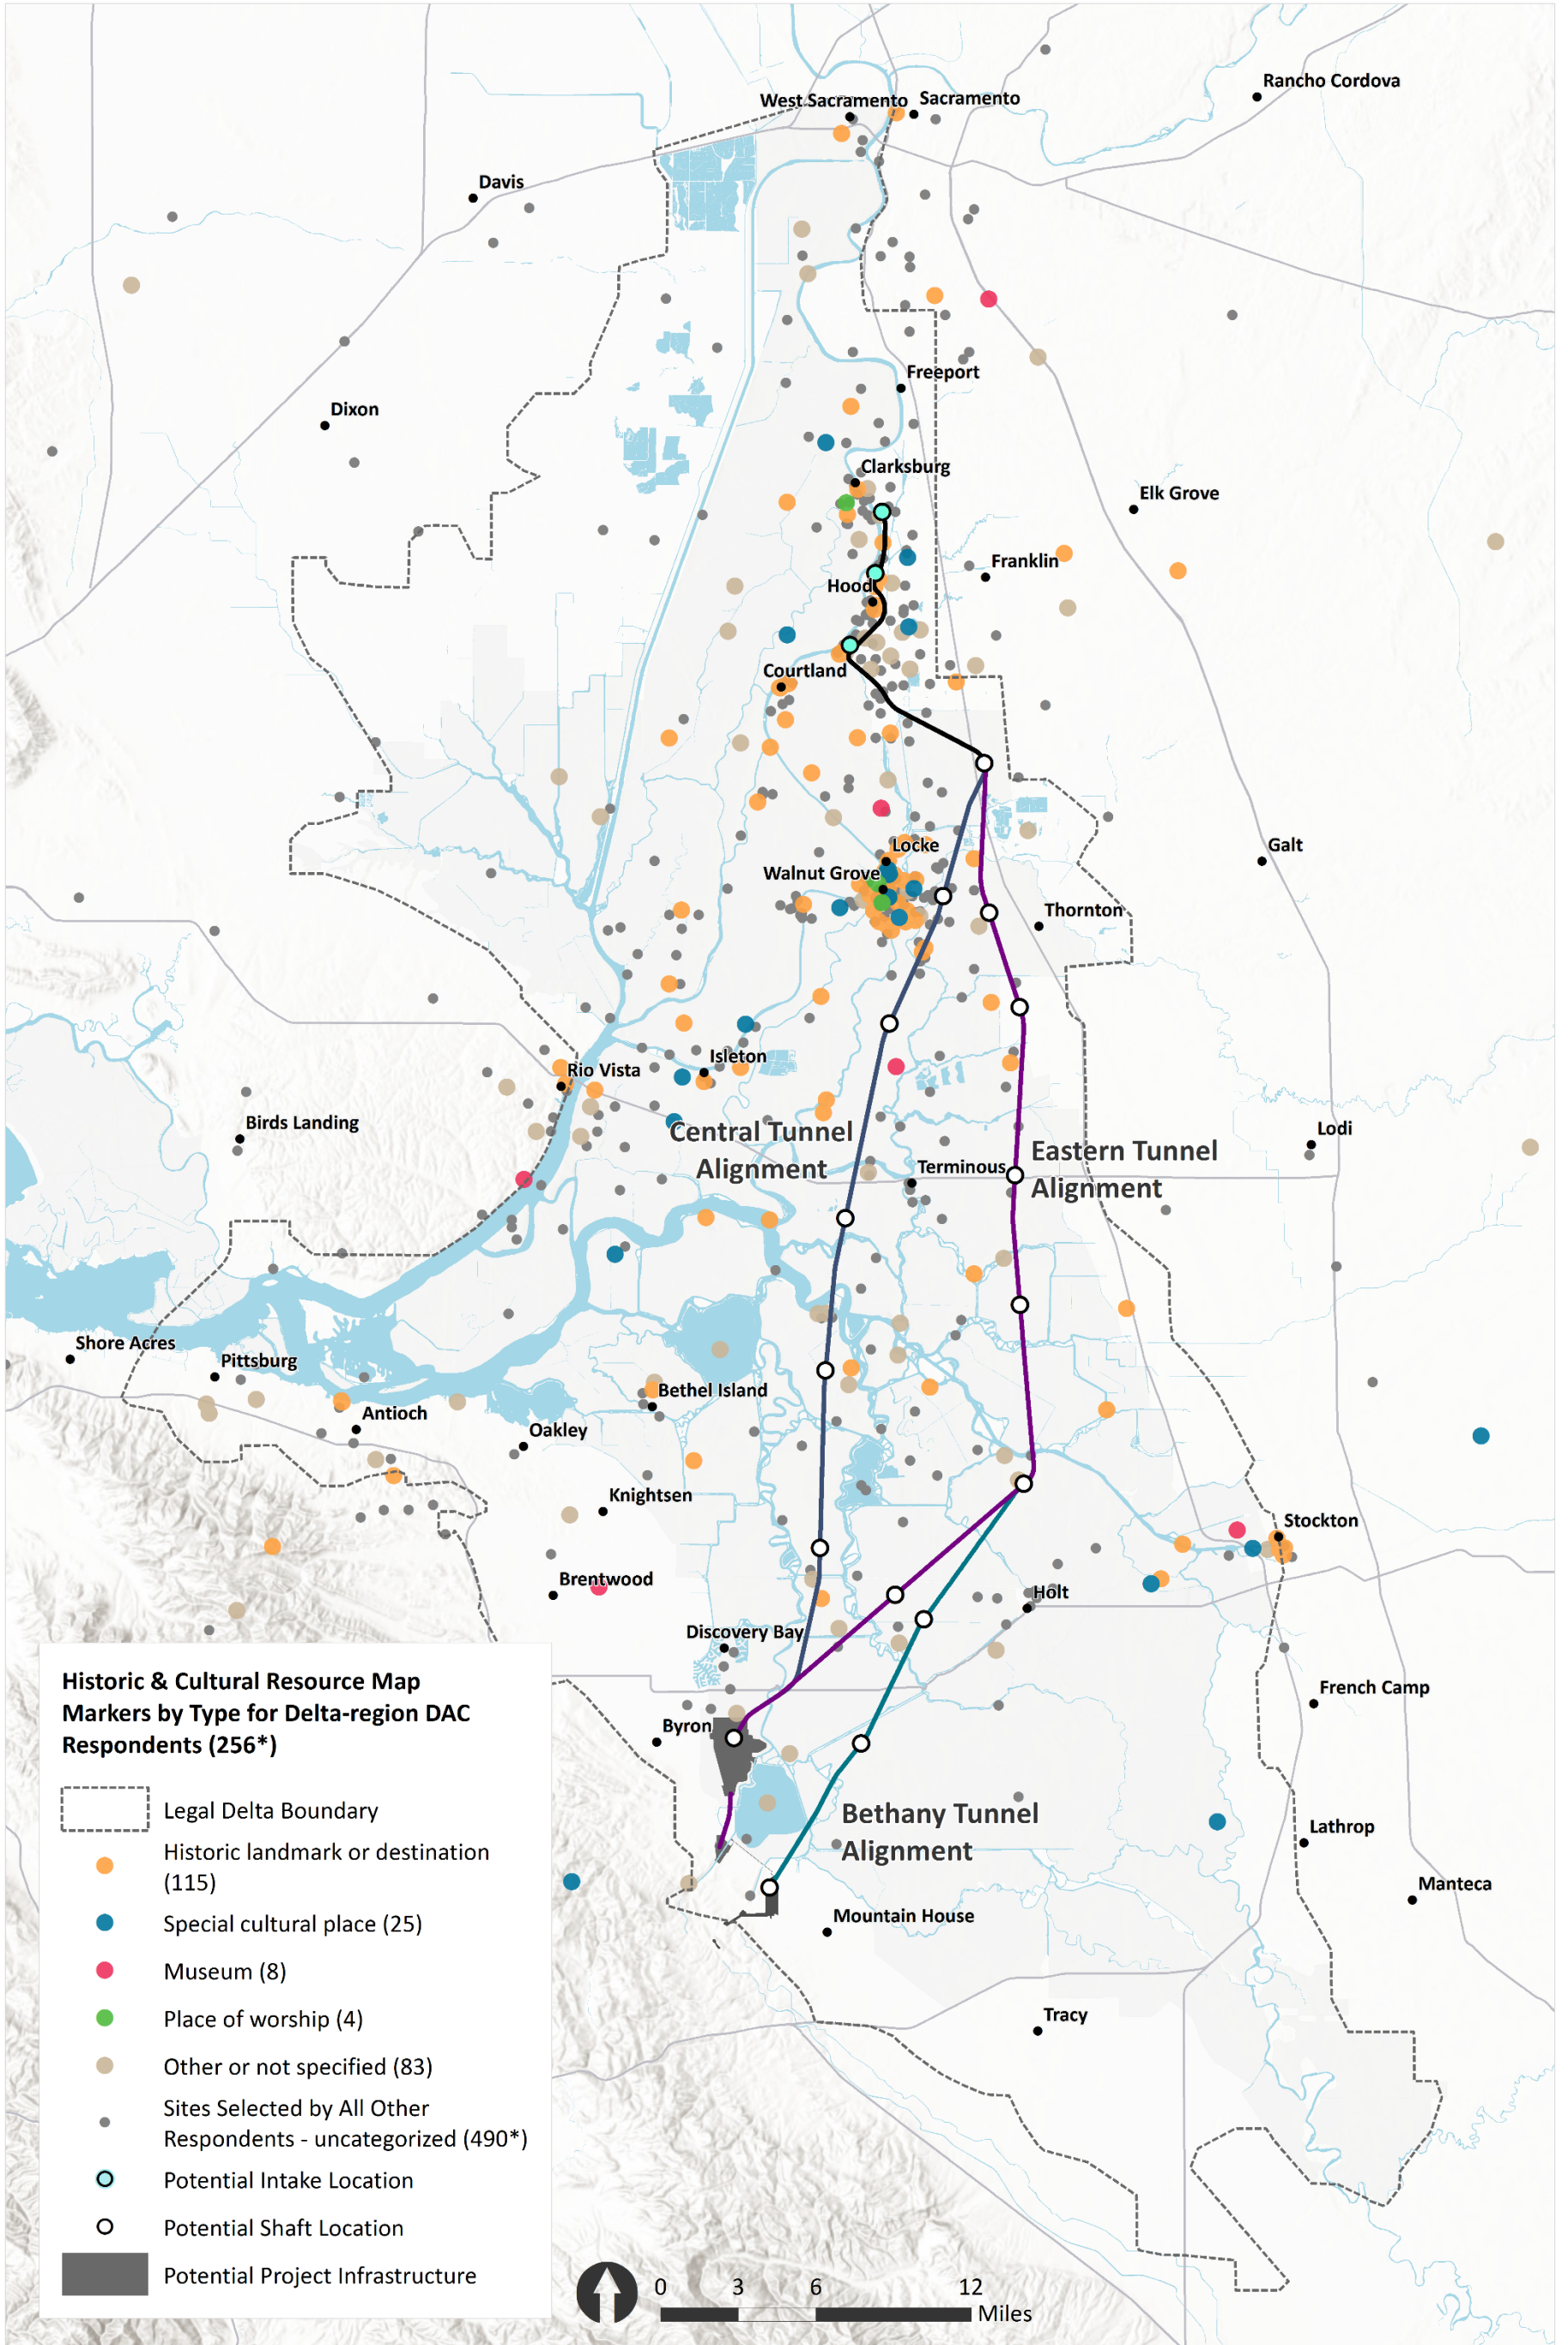 Rancho Cordova
West Sacramento
Sacramento
Davis
Freeport
Dixon
Clarksburg
Elk Grove
Franklin
Hood
Courtland
Locke
Galt
Walnut Grove
Thornton
Isleton
Rio Vista
Birds Landing
Lodi
Central Tunnel
Alignment
Eastern Tunnel
Alignment
Terminous
Shore Acres
Pittsburg
Bethel Island
Antioch
Oakley
Knightsen
Stockton
Brentwood
Holt
Discovery Bay
French Camp
Byron
Bethany Tunnel
Alignment
Lathrop
Manteca
Mountain House
Tracy
Historic & Cultural Resource Map
Markers by Type for Delta-region DAC
Respondents (256*)
Legal Delta Boundary
Historic landmark or destination
(115)
Special cultural place (25)
Museum (8)
Place of worship (4)
Other or not specified (83)
Sites Selected by All Other
Respondents - uncategorized (490*)
Potential Intake Location
Potential Shaft Location
Potential Project Infrastructure
0 3 6 12
Miles